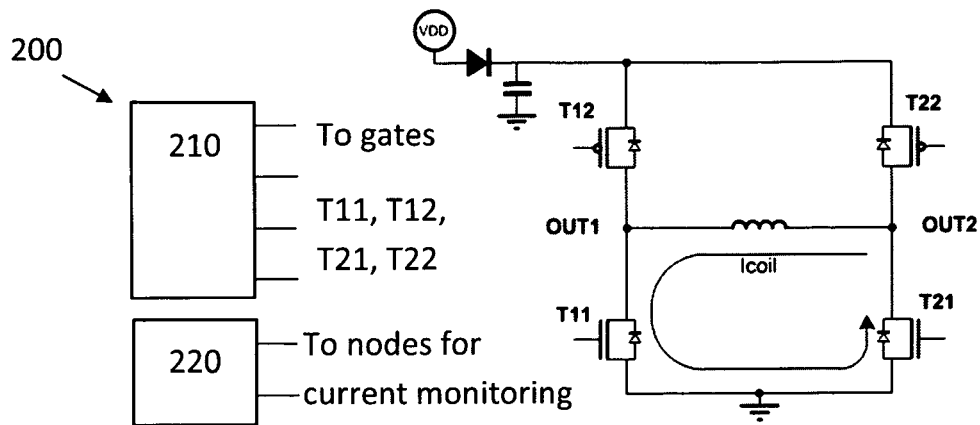 200
210
To gates
T11, T12,
T21, T22
220
To nodes for
current monitoring
VDD
T12
T22
OUT1
OUT2
Icoil
T11
T21